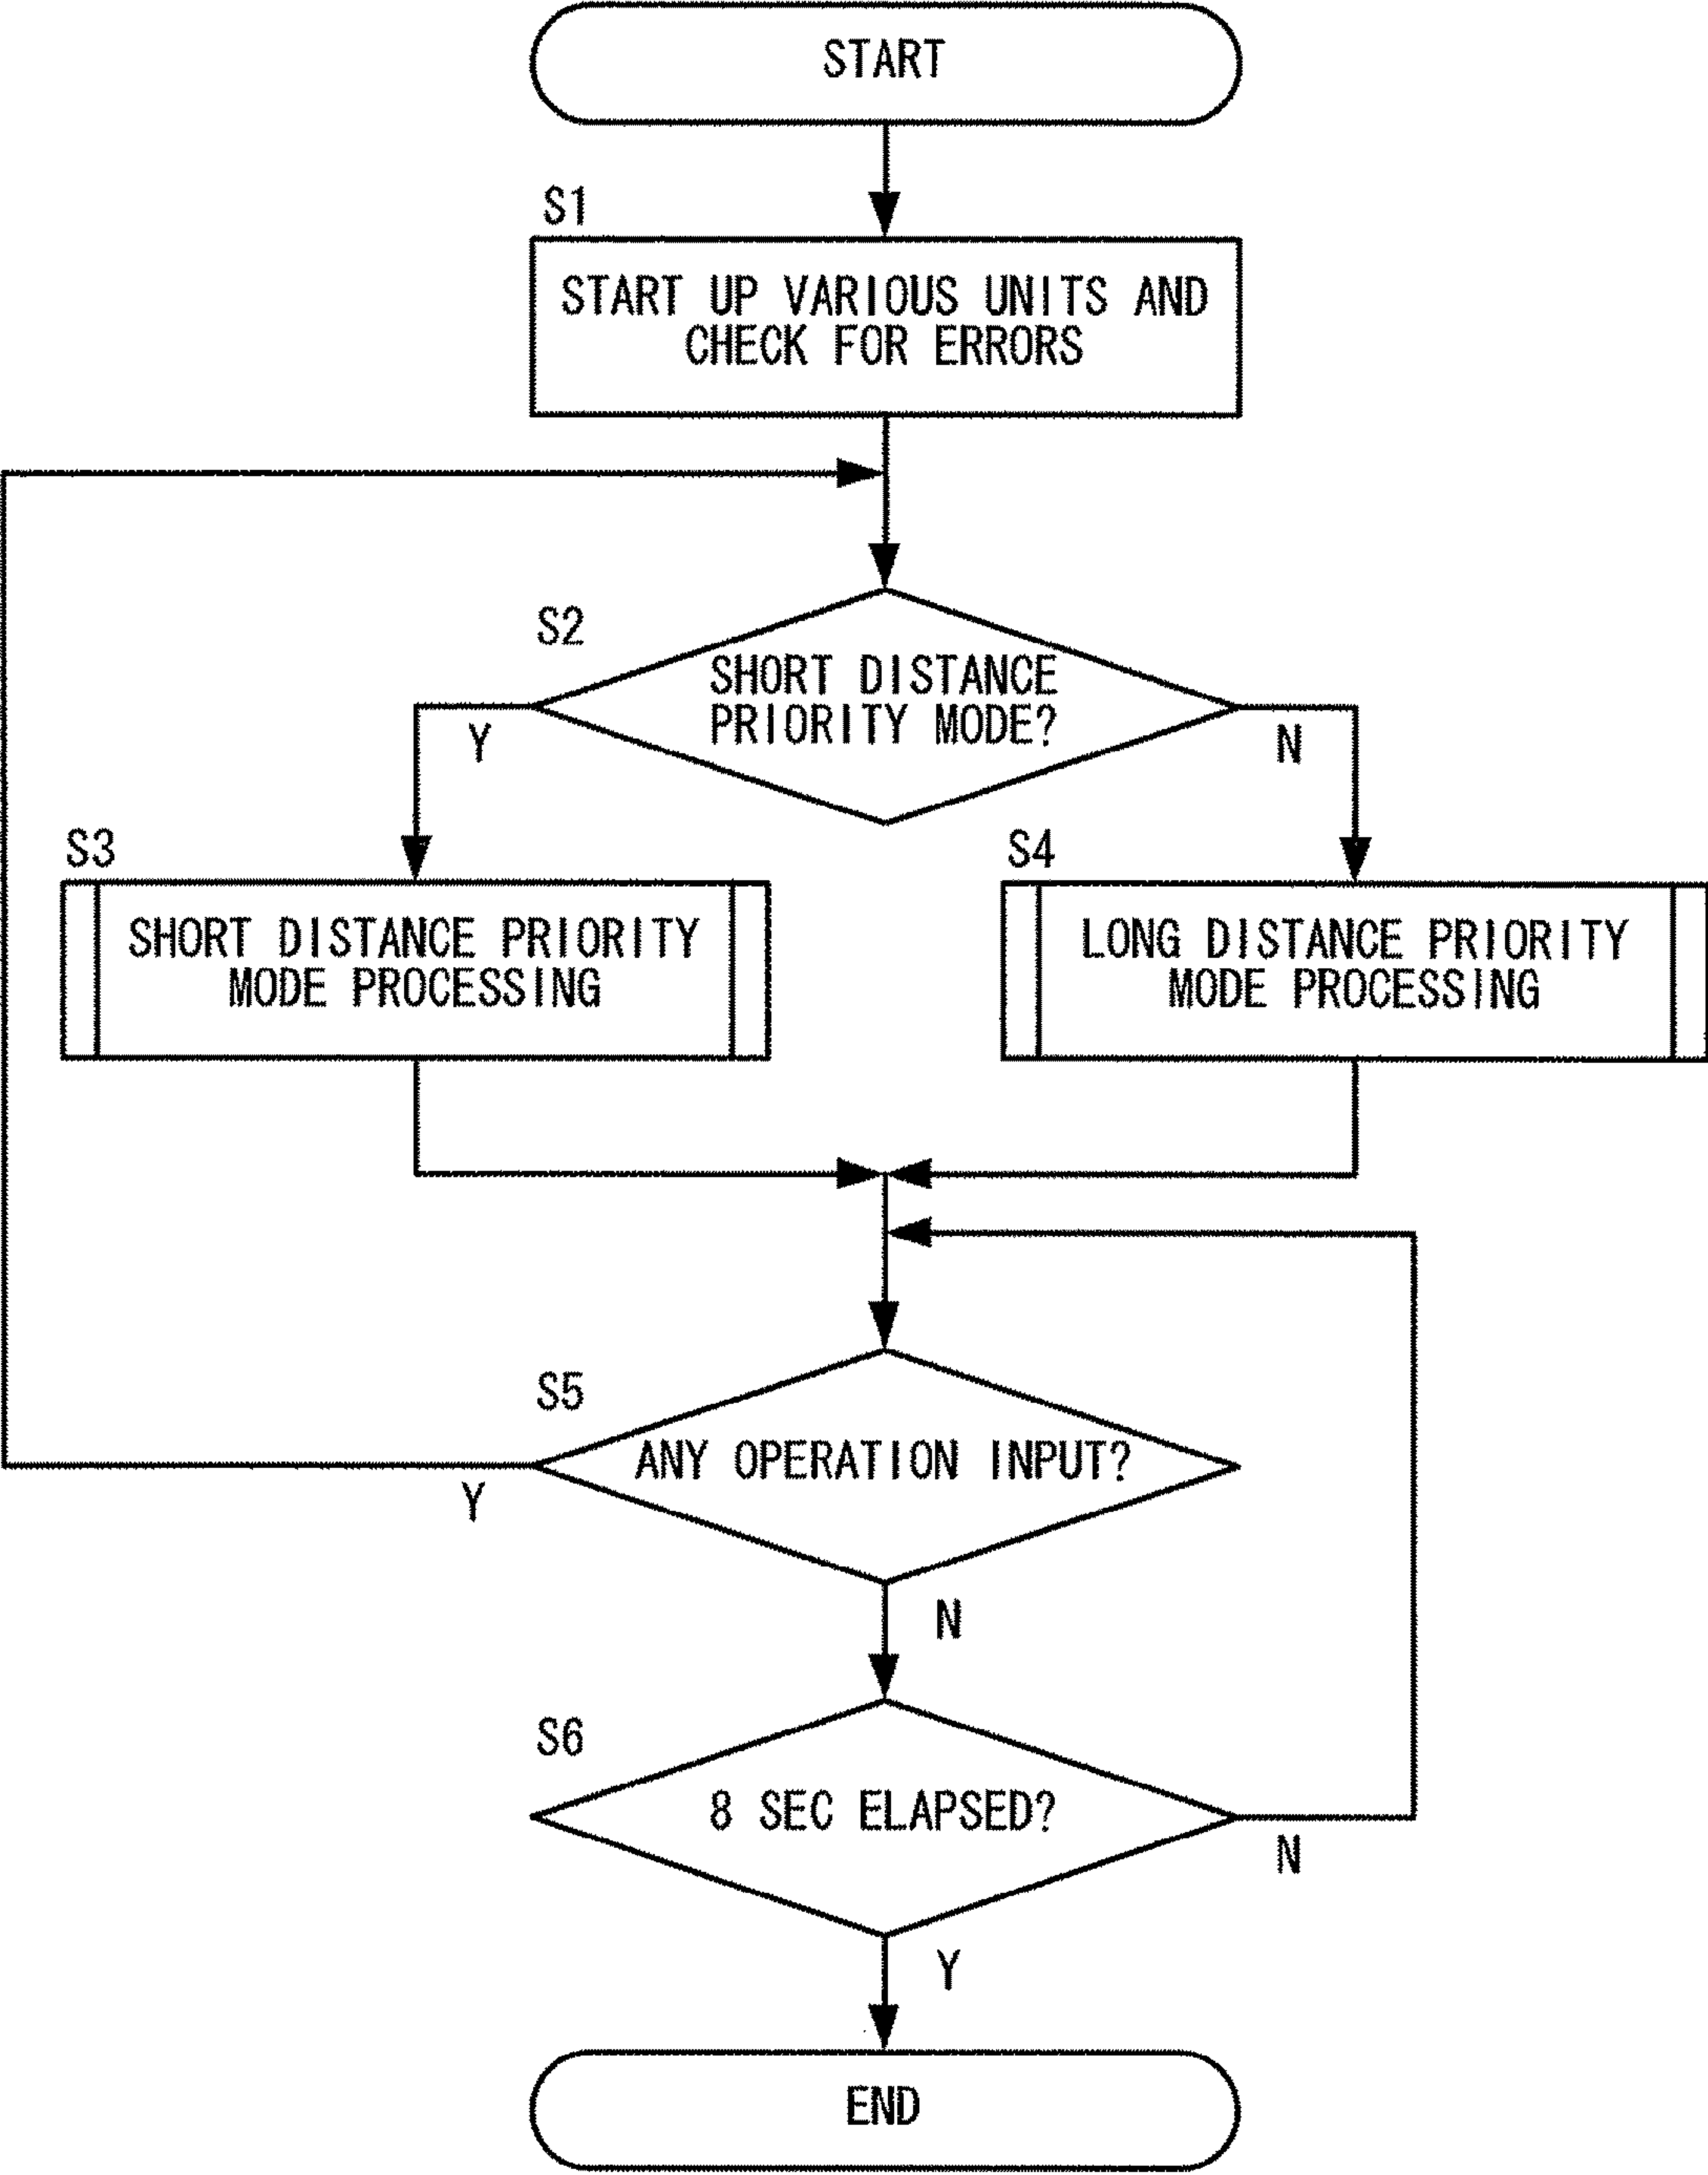 START
S1
START UP VARIOUS UNITS AND
CHECK FOR ERRORS
S2
SHORT DISTANCE
PRIORITY MODE?
Y
N
S3
SHORT DISTANCE PRIORITY
MODE PROCESSING
S4
LONG DISTANCE PRIORITY
MODE PROCESSING
S5
ANY OPERATION INPUT?
Y
N
S6
8 SEC ELAPSED?
N
Y
END